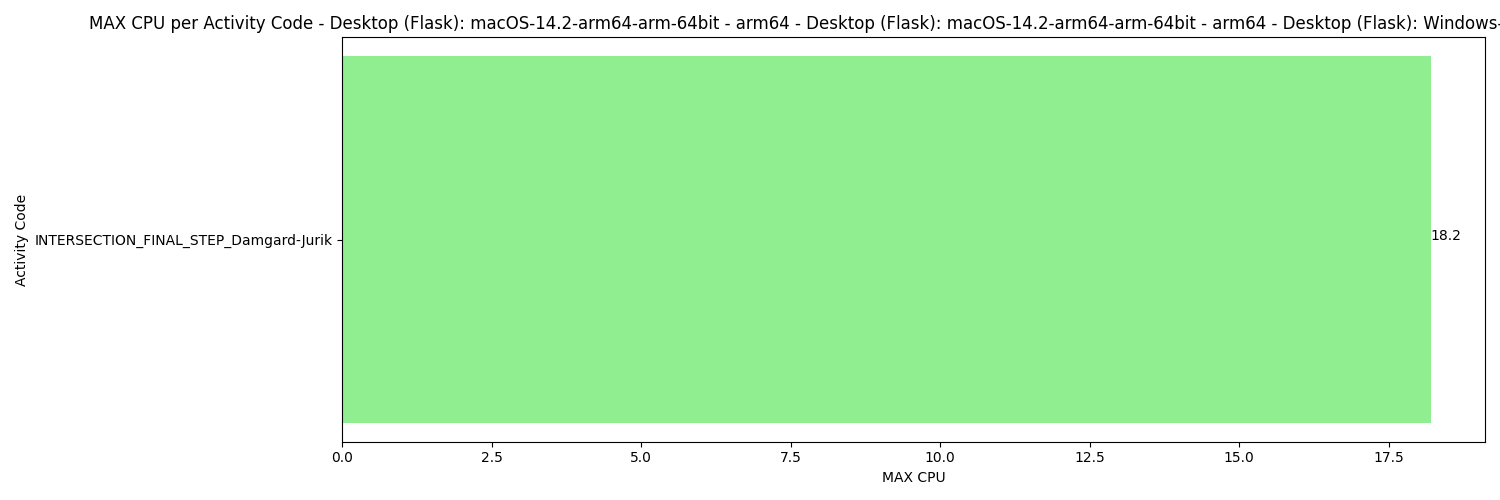 MAX CPU per Activity Code - Desktop (Flask): macOS-14.2-arm64-arm-64bit - arm64 - Desktop (Flask): macOS-14.2-arm64-arm-64bit - arm64 - Desktop (Flask): Windows-
Activity Code
INTERSECTION_FINAL_STEP_Damgard-Jurik
18.2
0.0 2.5 5.0 7.5 10.0 12.5 15.0 17.5
MAX CPU